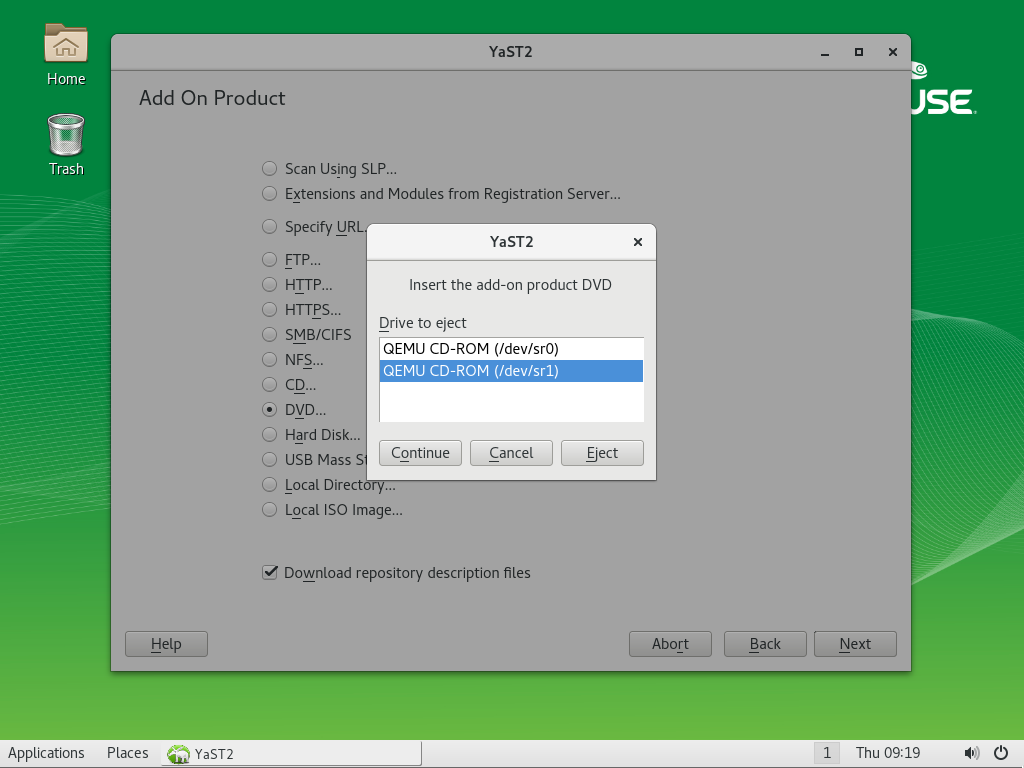 Home
Trash
YaST2
USE
Add On Product
Scan Using SLP...
Extensions and Modules from Registration Server...
Specify URL.
FTP...
HTTP...
HTTPS...
SMB/CIFS
NFS...
CD...
DVD...
Hard Disk...
USB Mass St
Local Directory...
Local ISO Image...
Download repository description files
YaST2
Insert the add-on product DVD
Drive to eject
QEMU CD-ROM (/dev/sr0)
QEMU CD-ROM (/dev/sr1)
Continue Cancel Eject
Help Abort Back Next
Applications Places YaST2 1 Thu 09:19